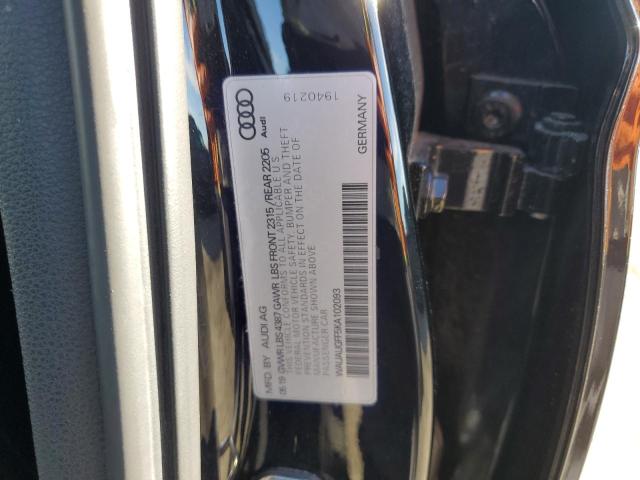 MFD. BY AUDI AG
05·19 GVWR LBS 4387 GAWR LBS FRONT 2315 / REAR 2205
THIS VEHICLE CONFORMS TO ALL APPLICABLE U S
FEDERAL MOTOR VEHICLE SAFETY, BUMPER AND THEFT
PREVENTION STANDARDS IN EFFECT ON THE DATE OF
MANUFACTURE SHOWN ABOVE
PASSENGER CAR
WAUAUGFF5KA102093
GERMANY
Audi
1940219